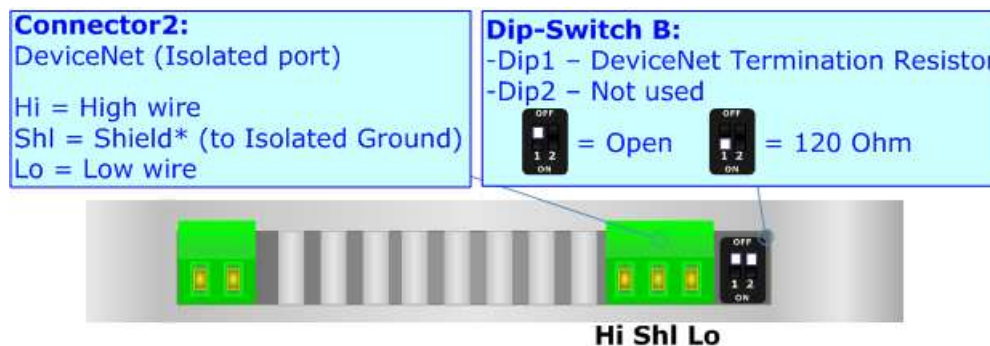 Connector2:
DeviceNet (Isolated port)
Hi = High wire
Shl = Shield* (to Isolated Ground)
Lo = Low wire
Dip-Switch B:
-Dip1 – DeviceNet Termination Resistor
-Dip2 – Not used
OFF
1 2
ON
= Open
OFF
1 2
ON
= 120 Ohm
OFF
1 2
ON
Hi Shl Lo